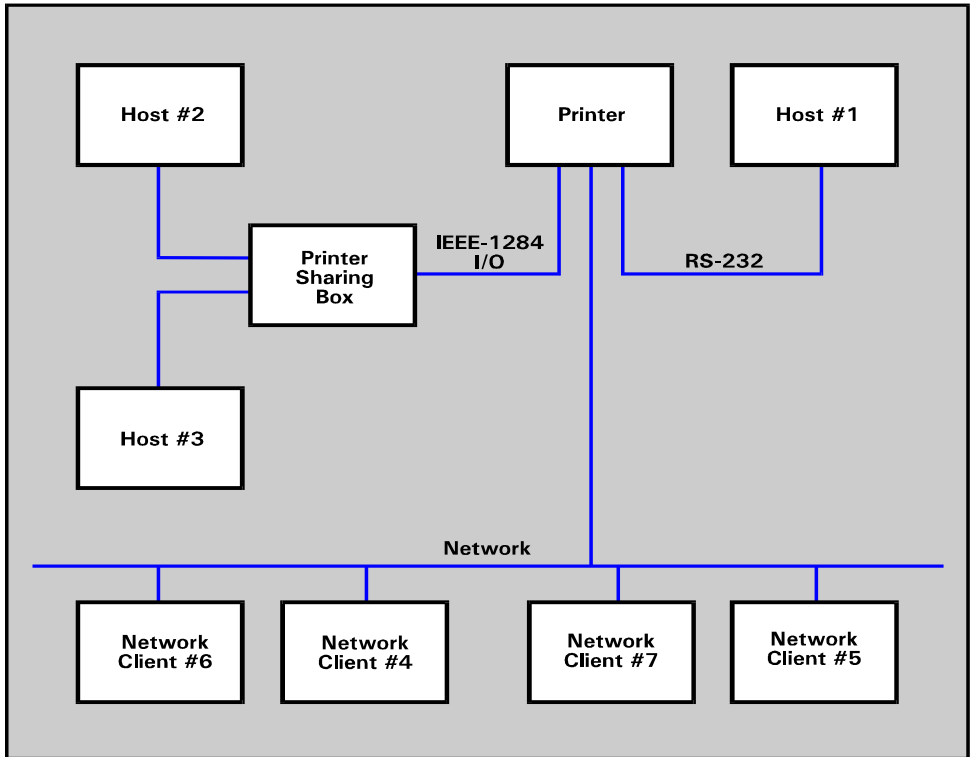 Host #2
Printer
Host #1
Printer
Sharing
Box
IEEE-1284
I/O
RS-232
Host #3
Network
Network
Client #6
Network
Client #4
Network
Client #7
Network
Client #5